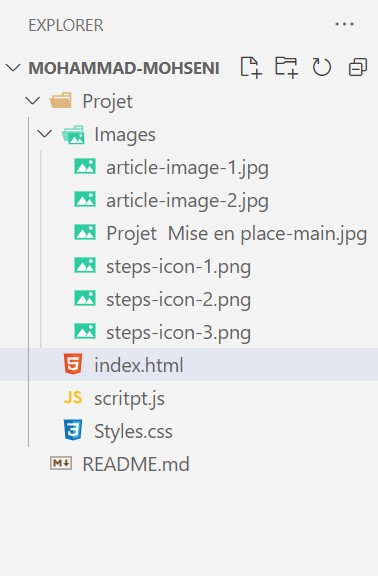 EXPLORER
MOHAMMAD-MOHSENI
Projet
Images
article-image-1.jpg
article-image-2.jpg
Projet  Mise en place-main.jpg
steps-icon-1.png
steps-icon-2.png
steps-icon-3.png
index.html
JS scritpt.js
Styles.css
README.md